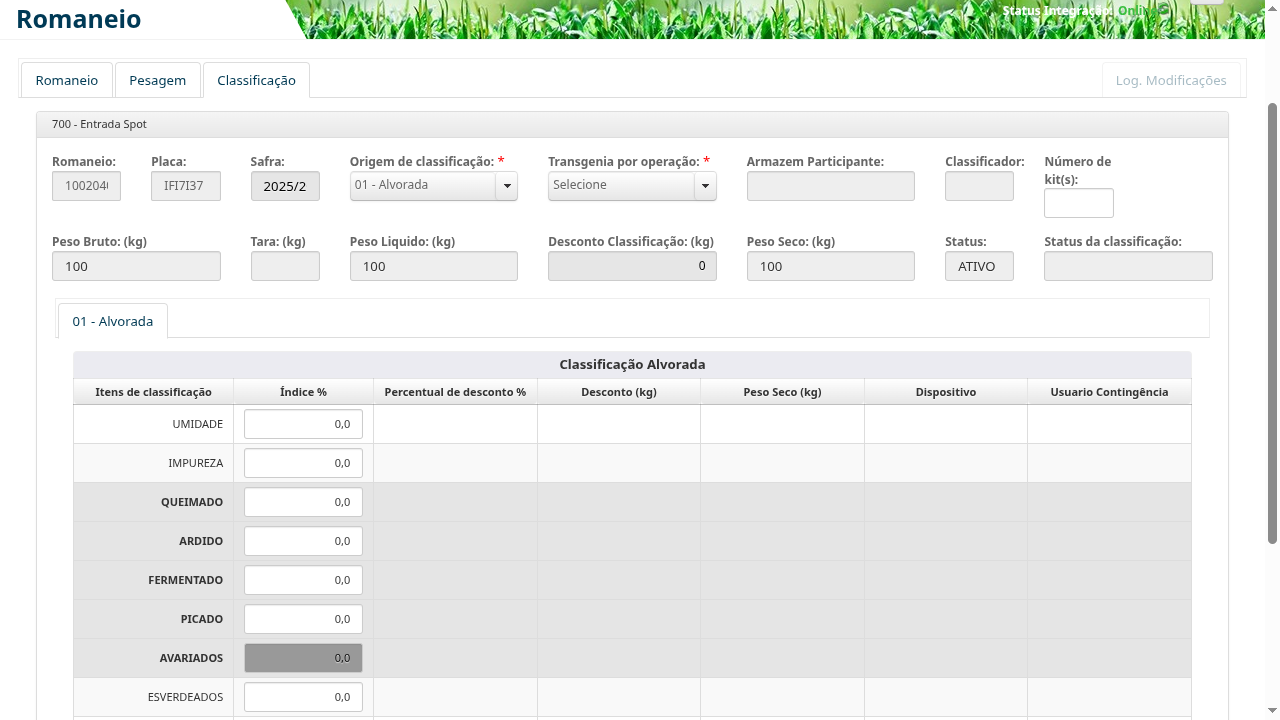 Romaneio
Status Integração: Online
Romaneio Pesagem Classificação Log. Modificações
700 - Entrada Spot
Romaneio: Placa: Safra: Origem de classificação: * Transgenia por operação: * Armazem Participante: Classificador: Número de kit(s):
IFI7I37 2025/2 01 - Alvorada Selecione
Peso Bruto: (kg) Tara: (kg) Peso Liquido: (kg) Desconto Classificação: (kg) Peso Seco: (kg) Status: Status da classificação:
100 100 0 100 ATIVO
01 - Alvorada
Classificação Alvorada
Itens de classificação Índice % Percentual de desconto % Desconto (kg) Peso Seco (kg) Dispositivo Usuario Contingência
UMIDADE 0,0
IMPUREZA 0,0
QUEIMADO 0,0
ARDIDO 0,0
FERMENTADO 0,0
PICADO 0,0
AVARIADOS 0,0
ESVERDEADOS 0,0